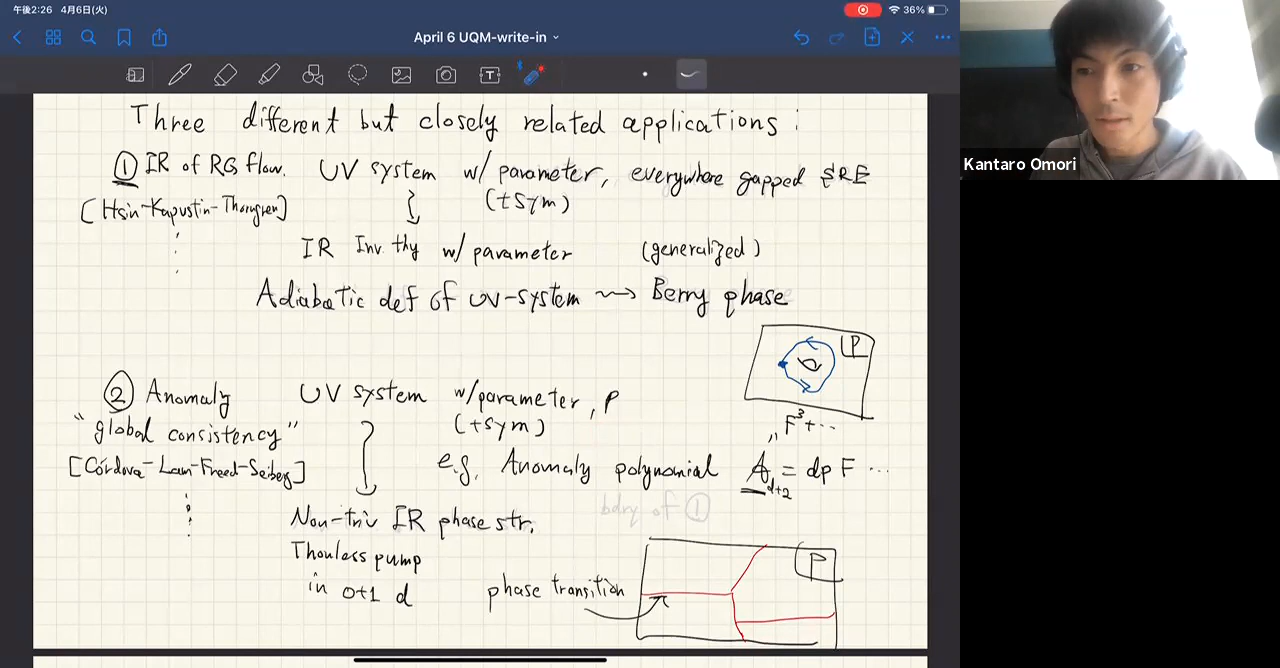 午後2:26 4月6日(火)
36%
April 6 UQM-write-in
Three different but closely related applications :
① IR of RG flow. UV system w/ parameter, everywhere gapped & SRE
[Hsin-Kapustin-Thorngren] (+sym)
IR Inv. thy w/ parameter (generalized)
Adiabatic def of UV-system Berry phase
P
② Anomaly UV system w/parameter, P
"global consistency" (+sym) F³+...
[Córdova-Lam-Freed-Seiberg] e.g. Anomaly polynomial A_{d+2} = dp F ...
Non-triv IR phase str. bdry of ①
Thouless pump
in 0+1 d phase transition P
Kantaro Omori